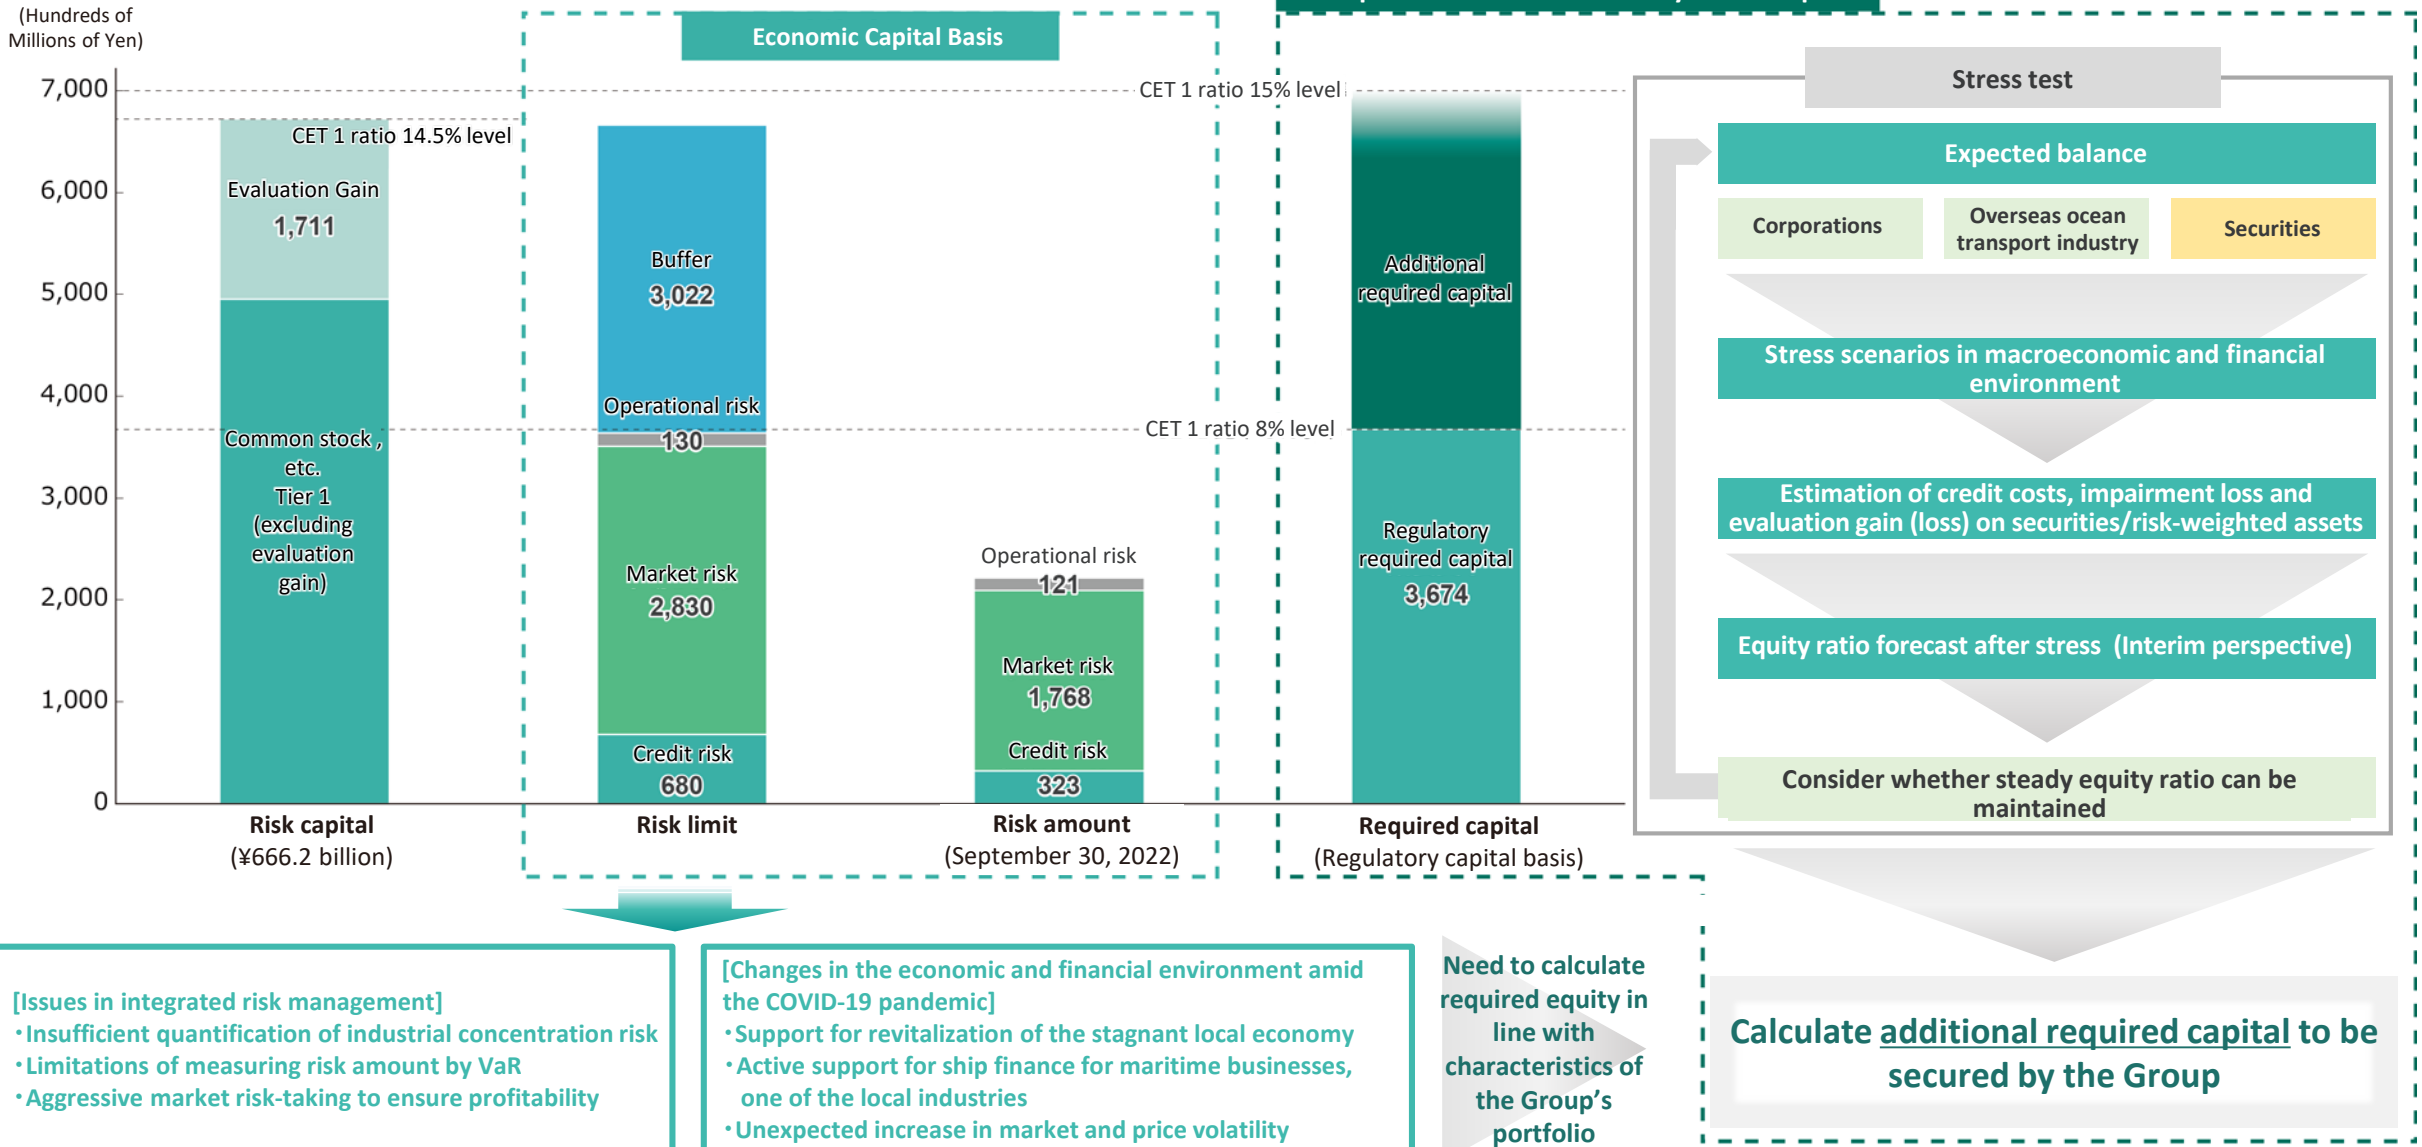 (Hundreds of
Millions of Yen)
Economic Capital Basis
7,000
6,000
5,000
4,000
3,000
2,000
1,000
0
CET 1 ratio 14.5% level
Evaluation Gain
1,711
Common stock ,
etc.
Tier 1
(excluding
evaluation
gain)
Risk capital
(¥666.2 billion)
Buffer
3,022
Operational risk
130
Market risk
2,830
Credit risk
680
Risk limit
Operational risk
121
Market risk
1,768
Credit risk
323
Risk amount
(September 30, 2022)
CET 1 ratio 15% level
CET 1 ratio 8% level
Additional
required capital
Regulatory
required capital
3,674
Required capital
(Regulatory capital basis)
Stress test
Expected balance
Corporations
Overseas ocean
transport industry
Securities
Stress scenarios in macroeconomic and financial
environment
Estimation of credit costs, impairment loss and
evaluation gain (loss) on securities/risk-weighted assets
Equity ratio forecast after stress (Interim perspective)
Consider whether steady equity ratio can be
maintained
[Issues in integrated risk management]
・Insufficient quantification of industrial concentration risk
・Limitations of measuring risk amount by VaR
・Aggressive market risk-taking to ensure profitability
[Changes in the economic and financial environment amid
the COVID-19 pandemic]
・Support for revitalization of the stagnant local economy
・Active support for ship finance for maritime businesses,
one of the local industries
・Unexpected increase in market and price volatility
Need to calculate
required equity in
line with
characteristics of
the Group’s
portfolio
Calculate additional required capital to be
secured by the Group